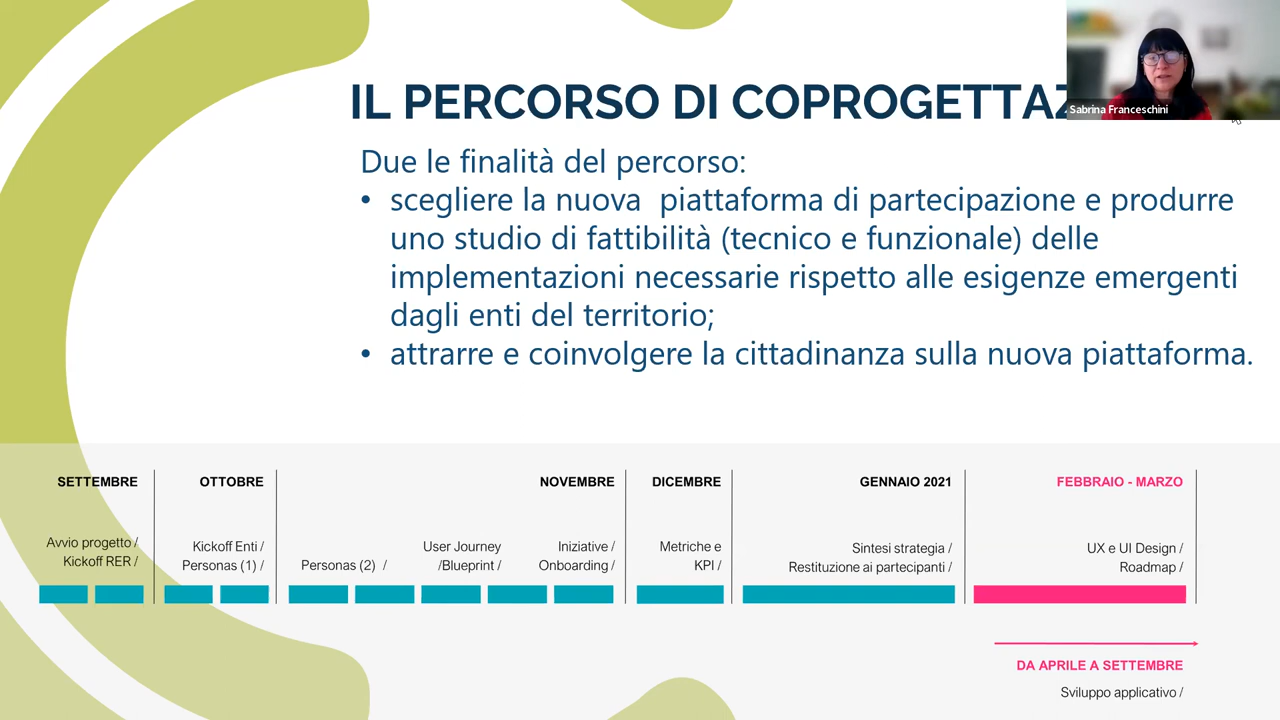 IL PERCORSO DI COPROGETTAZ
Sabrina Franceschini
Due le finalità del percorso:
• scegliere la nuova piattaforma di partecipazione e produrre
uno studio di fattibilità (tecnico e funzionale) delle
implementazioni necessarie rispetto alle esigenze emergenti
dagli enti del territorio;
• attrarre e coinvolgere la cittadinanza sulla nuova piattaforma.
SETTEMBRE
Avvio progetto /
Kickoff RER /
OTTOBRE
Kickoff Enti /
Personas (1) /
NOVEMBRE
Personas (2) /
User Journey
/Blueprint /
Iniziative /
Onboarding /
DICEMBRE
Metriche e
KPI /
GENNAIO 2021
Sintesi strategia /
Restituzione ai partecipanti /
FEBBRAIO - MARZO
UX e UI Design /
Roadmap /
DA APRILE A SETTEMBRE
Sviluppo applicativo /